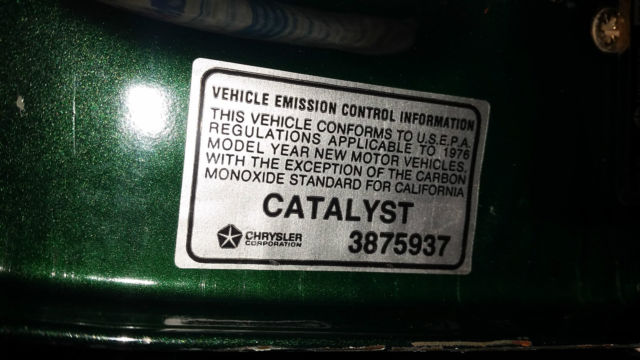 VEHICLE EMISSION CONTROL INFORMATION
THIS VEHICLE CONFORMS TO U.S.E.P.A.
REGULATIONS APPLICABLE TO 1976
MODEL YEAR NEW MOTOR VEHICLES,
WITH THE EXCEPTION OF THE CARBON
MONOXIDE STANDARD FOR CALIFORNIA
CATALYST
CHRYSLER
CORPORATION
3875937